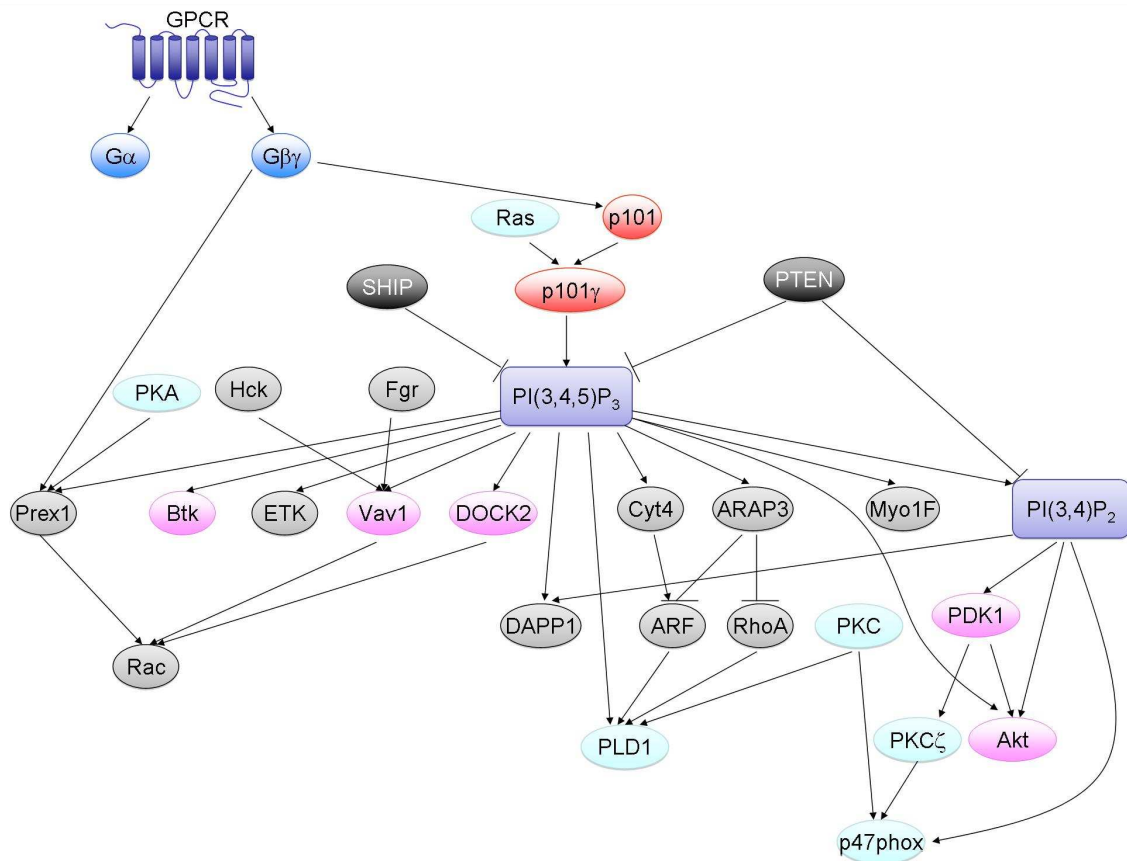 GPCR
Gα
Gβγ
Ras
p101
SHIP
p101γ
PTEN
PKA
Hck
Fgr
PI(3,4,5)P3
Prex1
Btk
ETK
Vav1
DOCK2
Cyt4
ARAP3
Myo1F
PI(3,4)P2
DAPP1
ARF
RhoA
PKC
PDK1
Rac
PLD1
PKCζ
Akt
p47phox